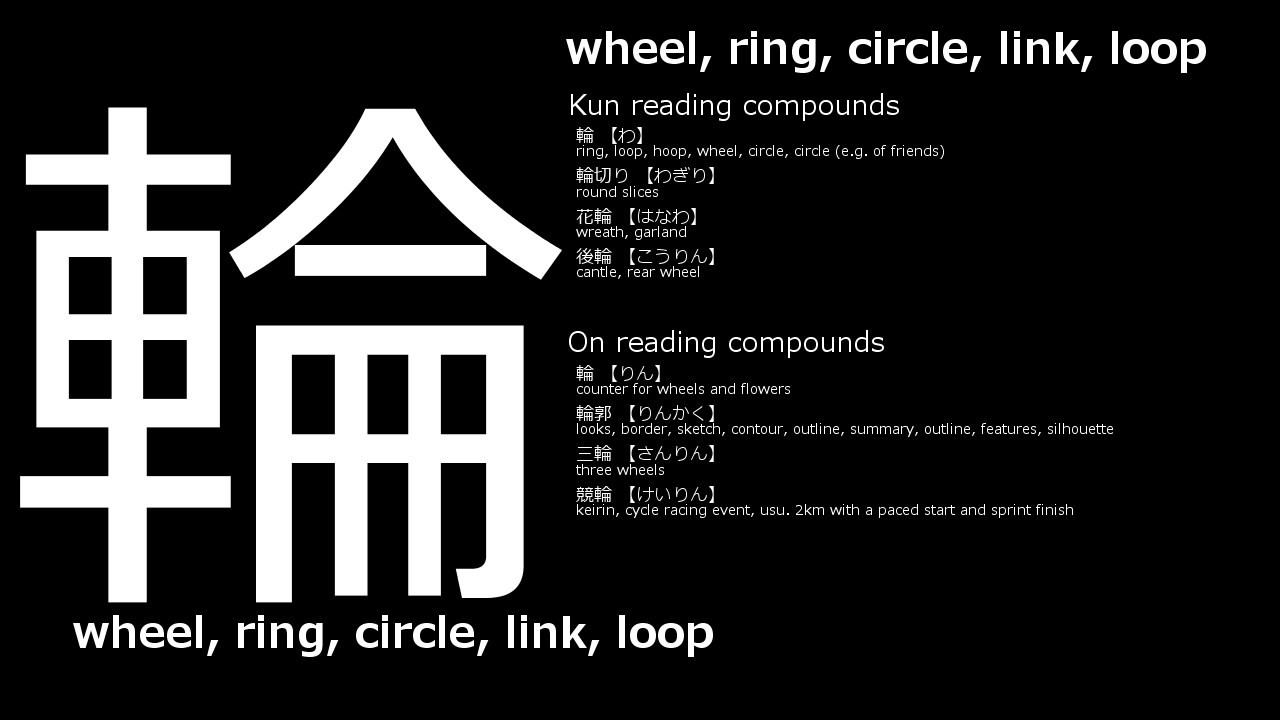 輪
wheel, ring, circle, link, loop
Kun reading compounds
輪 【わ】
ring, loop, hoop, wheel, circle, circle (e.g. of friends)
輪切り 【わぎり】
round slices
花輪 【はなわ】
wreath, garland
後輪 【こうりん】
cantle, rear wheel
On reading compounds
輪 【りん】
counter for wheels and flowers
輪郭 【りんかく】
looks, border, sketch, contour, outline, summary, outline, features, silhouette
三輪 【さんりん】
three wheels
競輪 【けいりん】
keirin, cycle racing event, usu. 2km with a paced start and sprint finish
wheel, ring, circle, link, loop